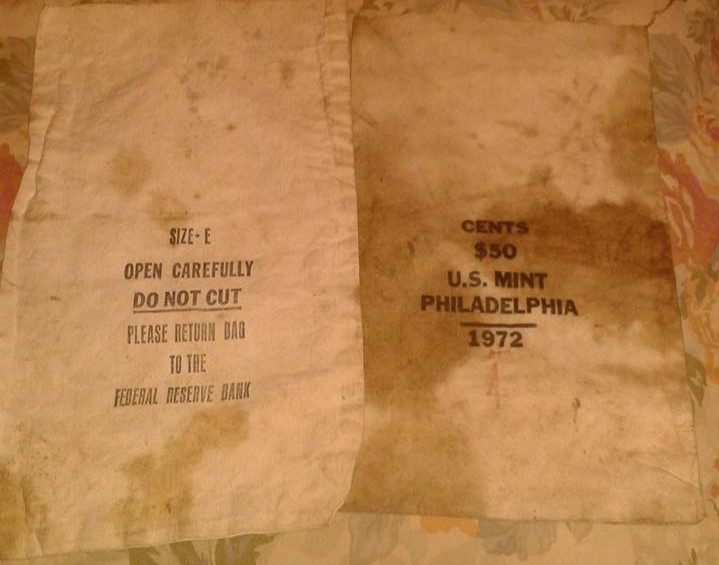 SIZE- E
OPEN CAREFULLY
DO NOT CUT
PLEASE RETURN BAG
TO THE
FEDERAL RESERVE BANK
CENTS
$50
U.S. MINT
PHILADELPHIA
1972
4